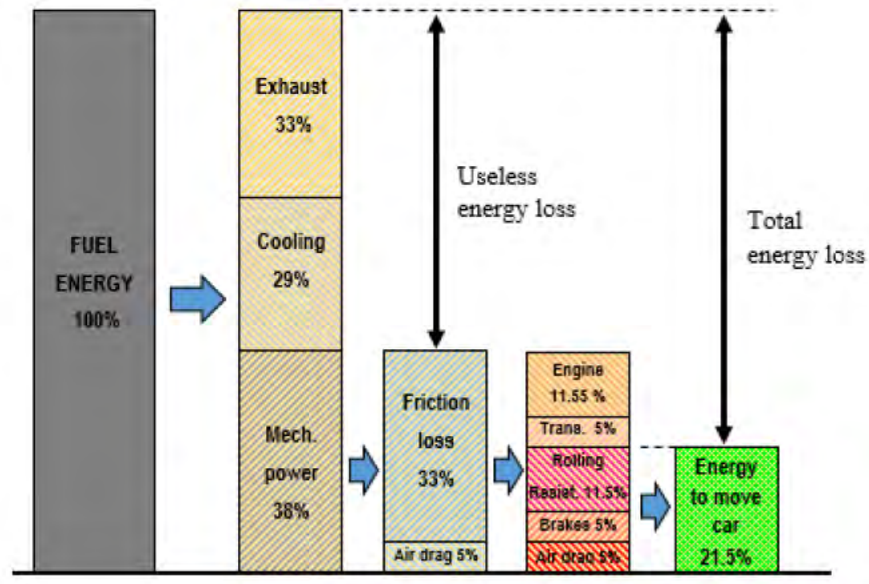 FUEL
ENERGY
100%
Exhaust
33%
Cooling
29%
Mech.
power
38%
Useless
energy loss
Friction
loss
33%
Air drag 5%
Engine
11.55 %
Trans. 5%
Rolling
Resist. 11.5%
Brakes 5%
Air drag 5%
Total
energy loss
Energy
to move
car
21.5%